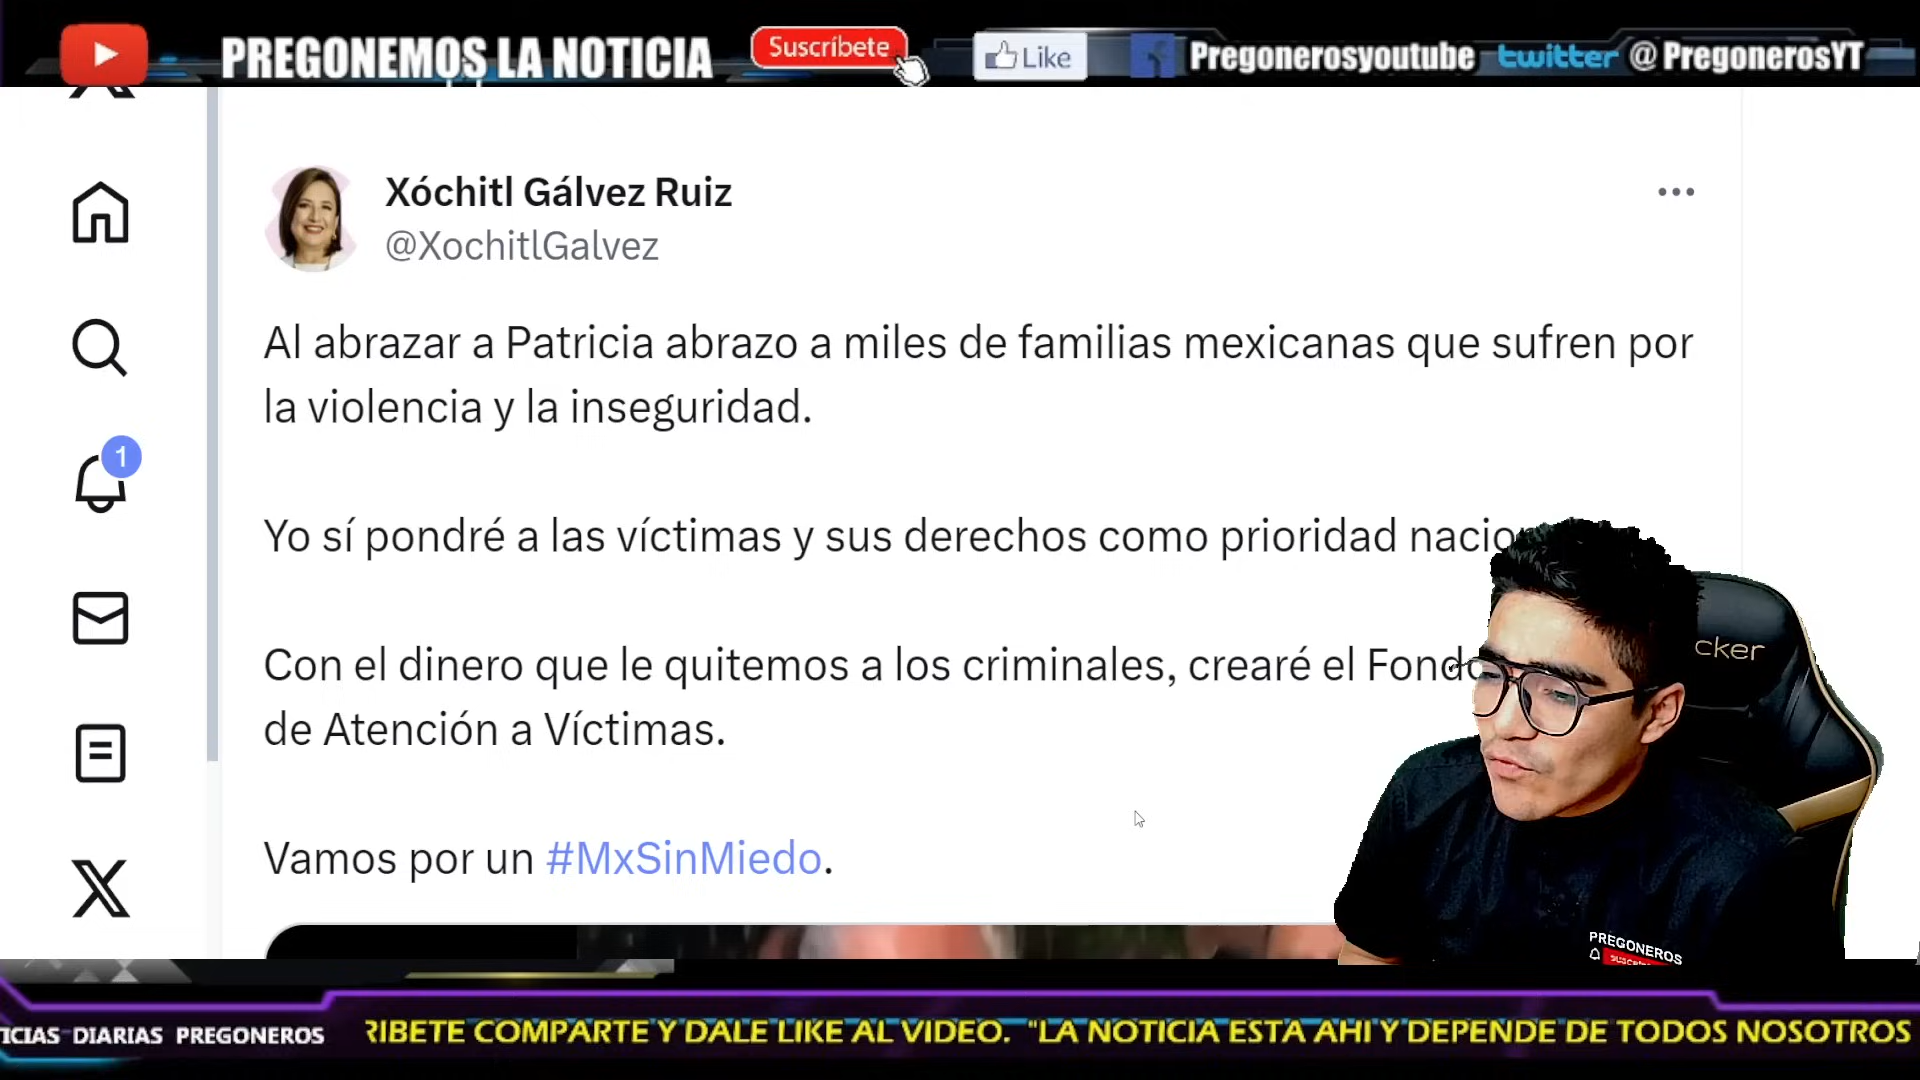 PREGONEMOS LA NOTICIA
Suscríbete
Like
Pregonerosyoutube
twitter @PregonerosYT
Xóchitl Gálvez Ruiz
@XochitlGalvez
1
Al abrazar a Patricia abrazo a miles de familias mexicanas que sufren por
la violencia y la inseguridad.
Yo sí pondré a las víctimas y sus derechos como prioridad
Con el dinero que le quitemos a los criminales, crearé el
de Atención a Víctimas.
Vamos por un #MxSinMiedo.
cker
PREGONEROS
ICIAS DIARIAS PREGONEROS
RIBETE COMPARTE Y DALE LIKE AL VIDEO. "LA NOTICIA ESTA AHI Y DEPENDE DE TODOS NOSOTROS